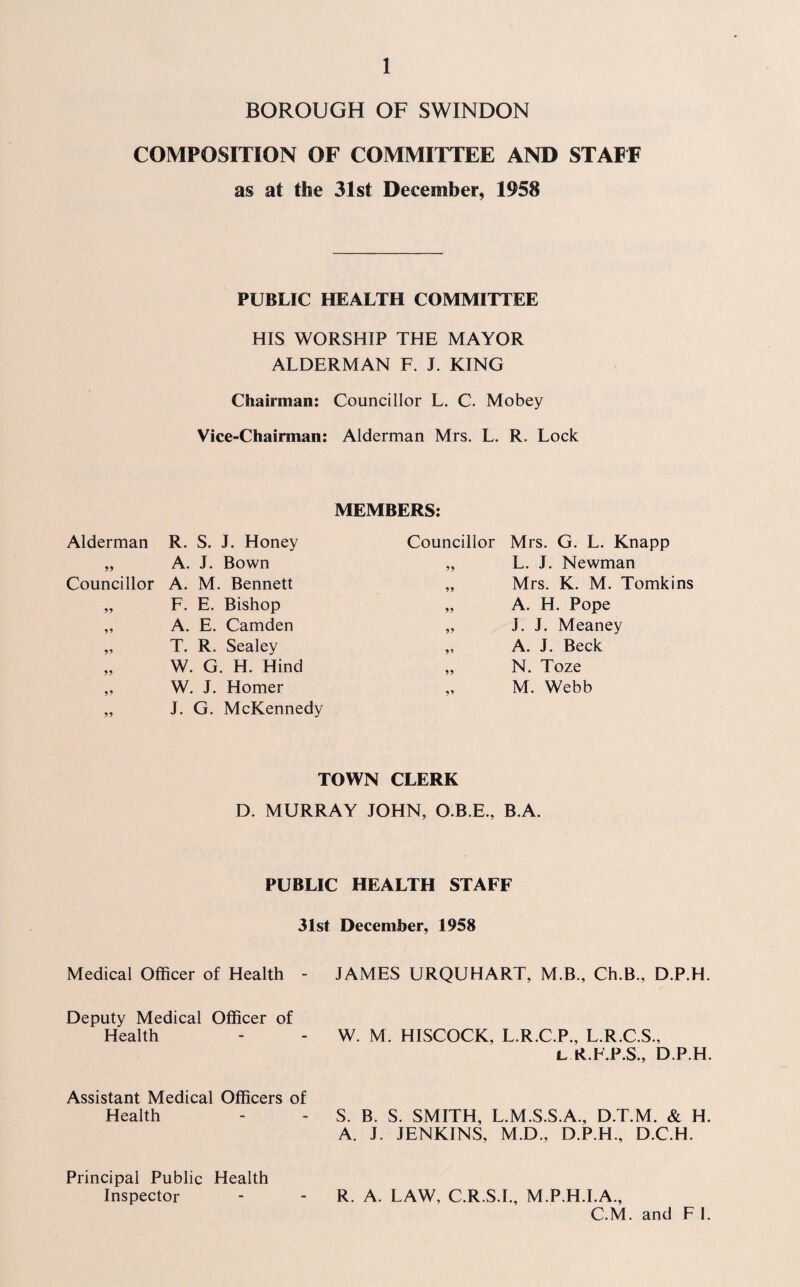 1
BOROUGH OF SWINDON
COMPOSITION OF COMMITTEE AND STAFF
as at the 31st December, 1958
PUBLIC HEALTH COMMITTEE
HIS WORSHIP THE MAYOR
ALDERMAN F. J. KING
Chairman: Councillor L. C. Mobey
Vice-Chairman: Alderman Mrs. L. R. Lock
MEMBERS:
Alderman R. S. J. Honey
„ A. J. Bown
Councillor A. M. Bennett
„ F. E. Bishop
„ A. E. Camden
„ T. R. Sealey
„ W. G. H. Hind
„ W. J. Homer
„ J. G. McKennedy
Councillor Mrs. G. L. Knapp
„ L. J. Newman
„ Mrs. K. M. Tomkins
„ A. H. Pope
„ J. J. Meaney
„ A. J. Beck
„ N. Toze
„ M. Webb
TOWN CLERK
D. MURRAY JOHN, O.B.E., B.A.
PUBLIC HEALTH STAFF
31st December, 1958
Medical Officer of Health - JAMES URQUHART, M.B., Ch.B., D.P.H.
Deputy Medical Officer of
Health - - W. M. HISCOCK, L.R.C.P., L.R.C.S.,
L.R.F.P.S., D.P.H.
Assistant Medical Officers of
Health - - S. B. S. SMITH, L.M.S.S.A., D.T.M. & H.
A. J. JENKINS, M.D., D.P.H., D.C.H.
Principal Public Health
Inspector - - R. A. LAW, C.R.S.I., M.P.H.I.A.,
C.M. and F I.